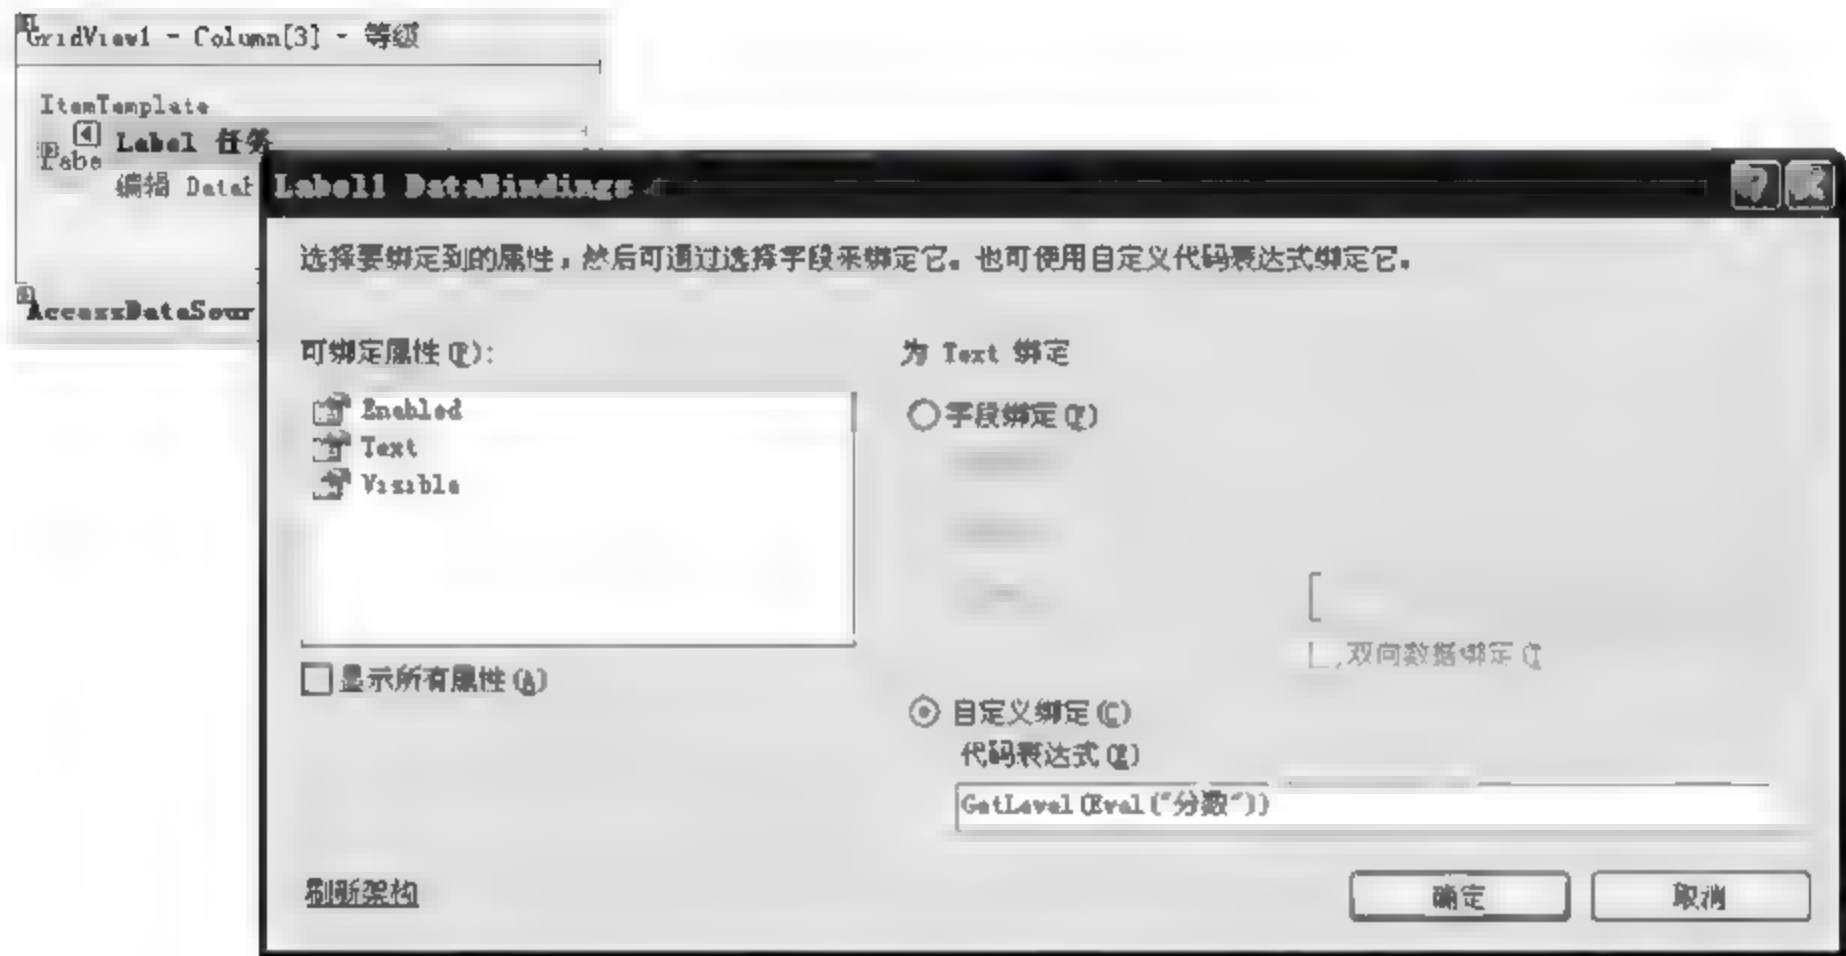 GridView1 - Column[3] - 等级
ItemTemplate
Label 任务
Labe
编辑 Datab
AccessDataSour
Label1 DataBindings
选择要绑定到的属性，然后可通过选择字段来绑定它。也可使用自定义代码表达式绑定它。
可绑定属性(P):
Enabled
Text
Visible
显示所有属性(A)
刷新架构
为 Text 绑定
字段绑定(F)
双向数据绑定(T
自定义绑定(C)
代码表达式(E)
GetLevel(Eval("分数"))
确定
取消